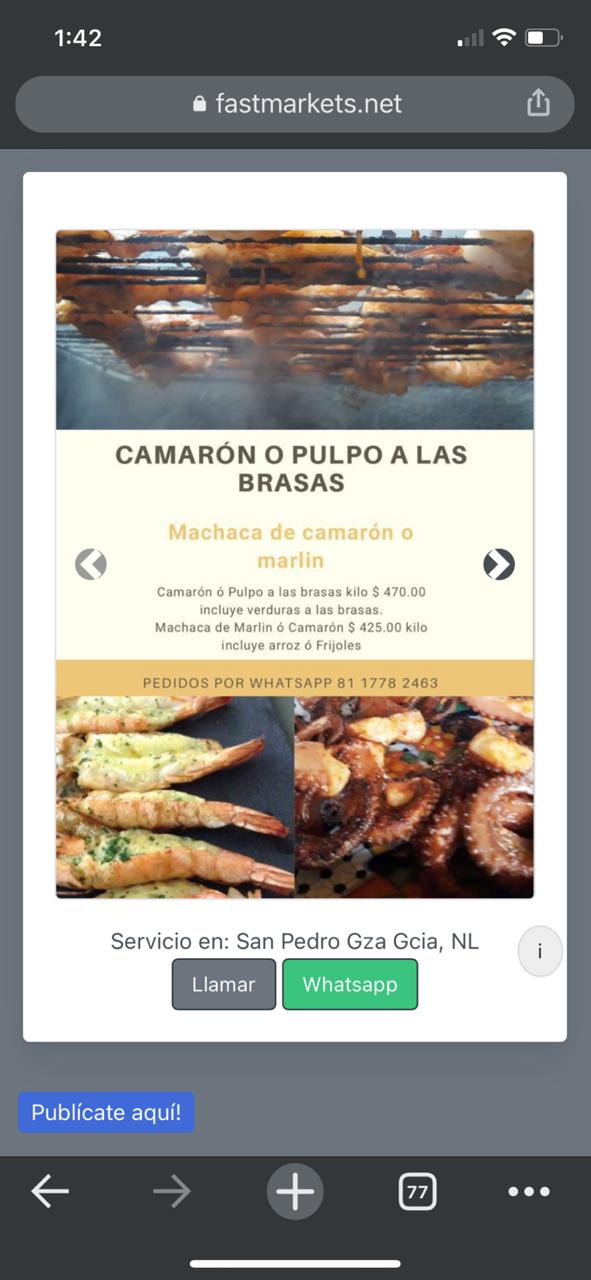 1:42
fastmarkets.net
CAMARÓN O PULPO A LAS
BRASAS
Machaca de camarón o
marlin
Camarón ó Pulpo a las brasas kilo $ 470.00
incluye verduras a las brasas.
Machaca de Marlin ó Camarón $ 425.00 kilo
incluye arroz ó Frijoles
PEDIDOS POR WHATSAPP 81 1778 2463
Servicio en: San Pedro Gza Gcia, NL
i
Llamar Whatsapp
Publícate aquí!
77